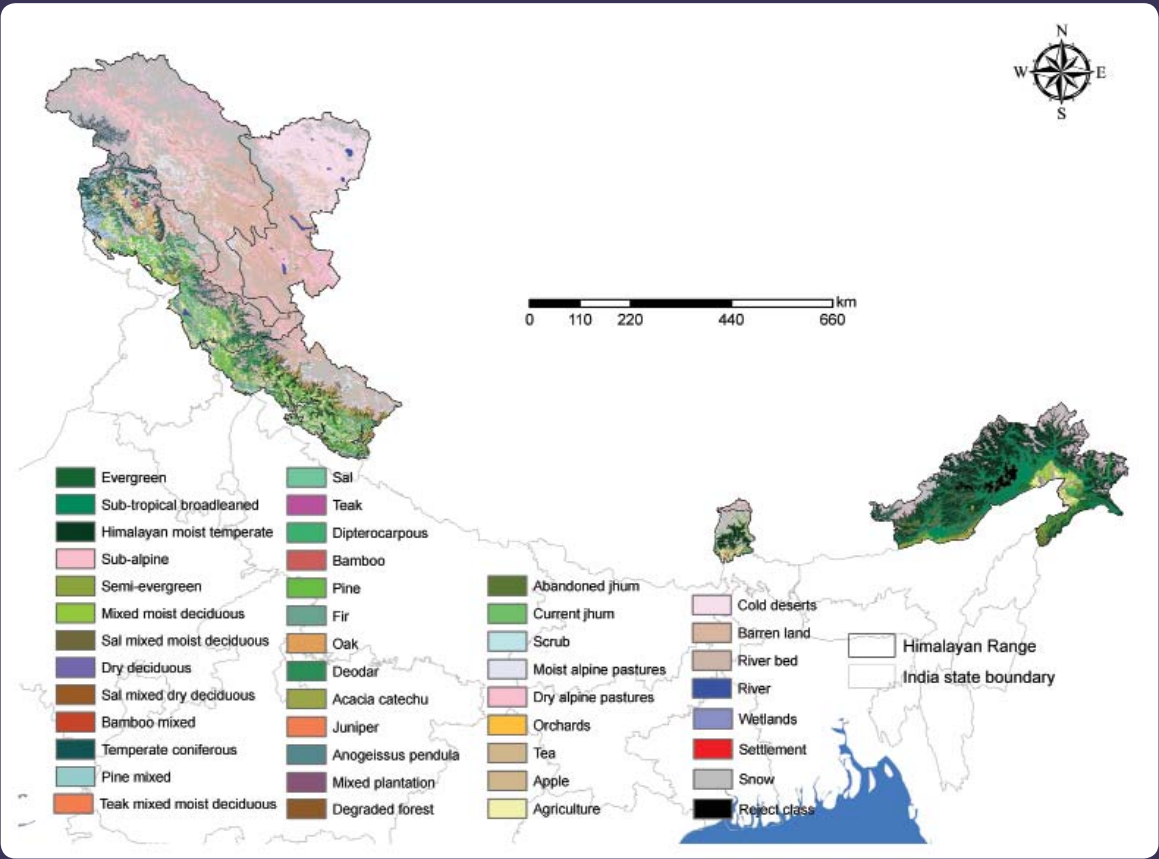 N
W E
S
km
0 110 220 440 660
Evergreen
Sub-tropical broadleaned
Himalayan moist temperate
Sub-alpine
Semi-evergreen
Mixed moist deciduous
Sal mixed moist deciduous
Dry deciduous
Sal mixed dry deciduous
Bamboo mixed
Temperate coniferous
Pine mixed
Teak mixed moist deciduous
Sal
Teak
Dipterocarpous
Bamboo
Pine
Fir
Oak
Deodar
Acacia catechu
Juniper
Anogeissus pendula
Mixed plantation
Degraded forest
Abandoned jhum
Current jhum
Scrub
Moist alpine pastures
Dry alpine pastures
Orchards
Tea
Apple
Agriculture
Cold deserts
Barren land
River bed
River
Wetlands
Settlement
Snow
Reject class
Himalayan Range
India state boundary